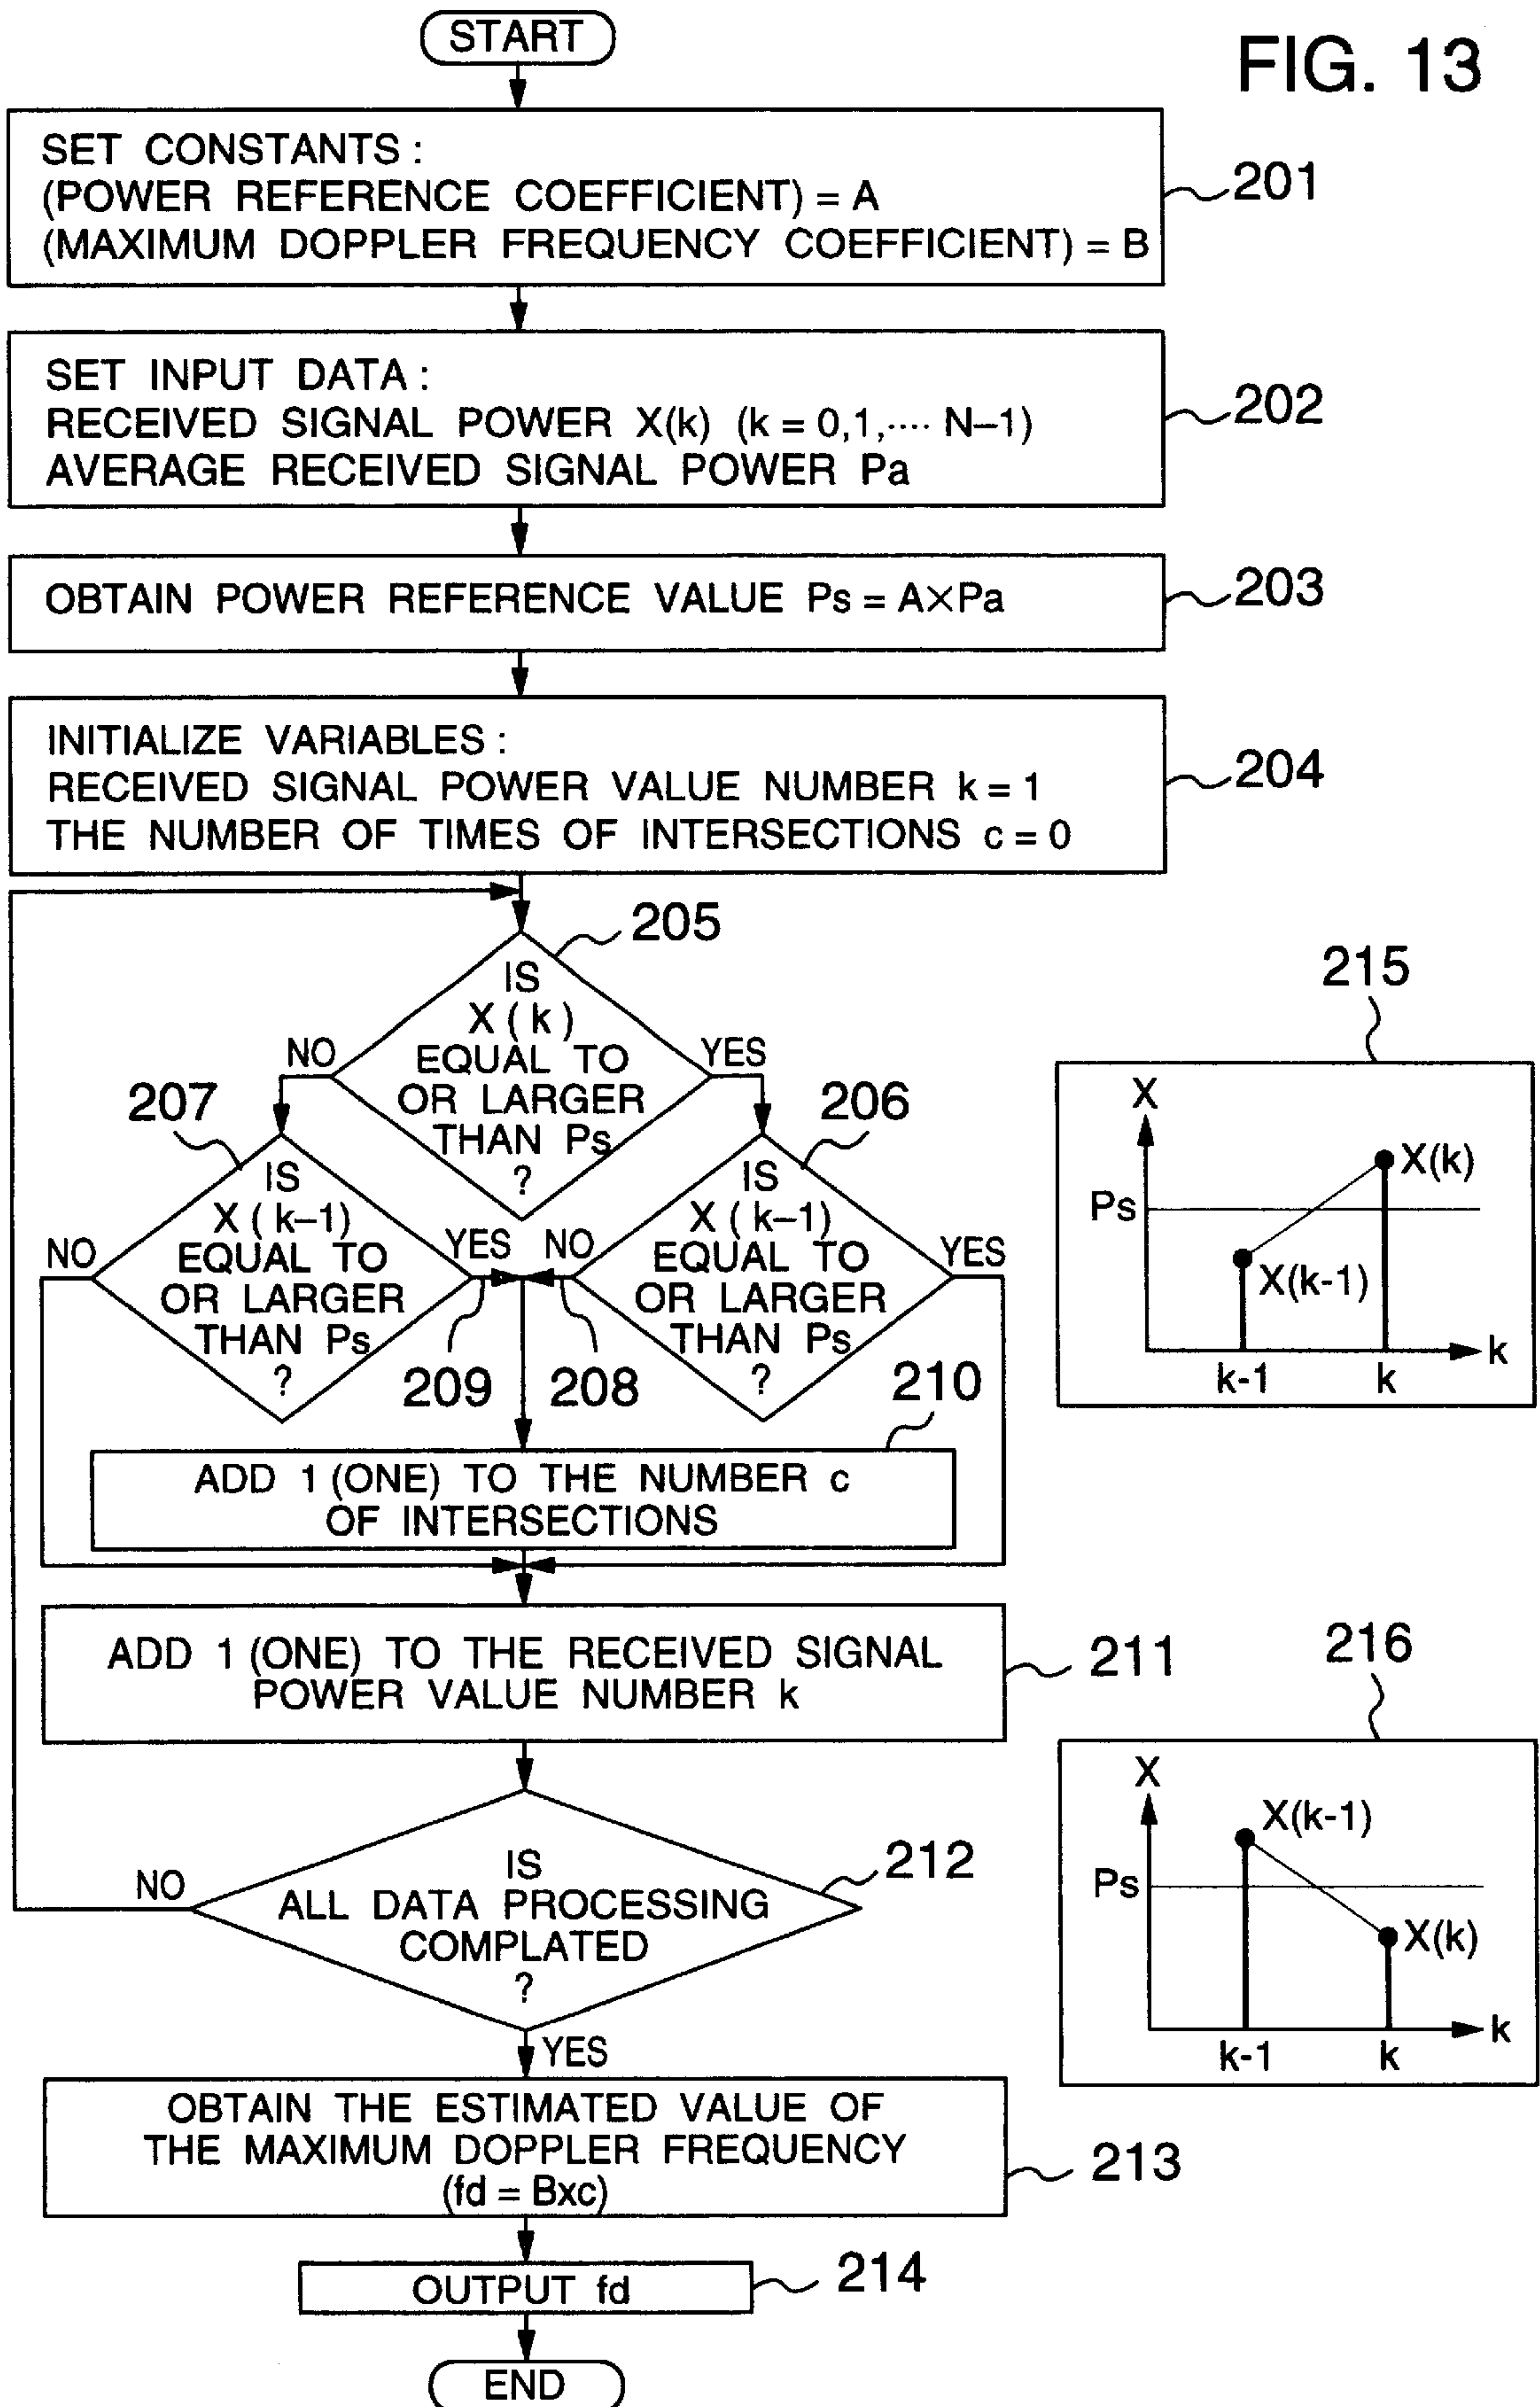 START
FIG. 13
SET CONSTANTS :
(POWER REFERENCE COEFFICIENT) = A
(MAXIMUM DOPPLER FREQUENCY COEFFICIENT) = B
201
SET INPUT DATA :
RECEIVED SIGNAL POWER X(k) (k = 0,1,···· N–1)
AVERAGE RECEIVED SIGNAL POWER Pa
202
OBTAIN POWER REFERENCE VALUE Ps = A×Pa
203
INITIALIZE VARIABLES :
RECEIVED SIGNAL POWER VALUE NUMBER k = 1
THE NUMBER OF TIMES OF INTERSECTIONS c = 0
204
205
IS
X ( k )
EQUAL TO
OR LARGER
THAN Ps
?
NO
YES
207
IS
X ( k–1)
EQUAL TO
OR LARGER
THAN Ps
?
NO
YES
206
IS
X ( k–1)
EQUAL TO
OR LARGER
THAN Ps
?
NO
YES
209
208
210
ADD 1 (ONE) TO THE NUMBER c
OF INTERSECTIONS
215
X
X(k)
Ps
X(k-1)
k
k-1
k
ADD 1 (ONE) TO THE RECEIVED SIGNAL
POWER VALUE NUMBER k
211
216
X
X(k-1)
Ps
X(k)
k
k-1
k
IS
ALL DATA PROCESSING
COMPLATED
?
212
NO
YES
OBTAIN THE ESTIMATED VALUE OF
THE MAXIMUM DOPPLER FREQUENCY
(fd = Bxc)
213
OUTPUT fd
214
END